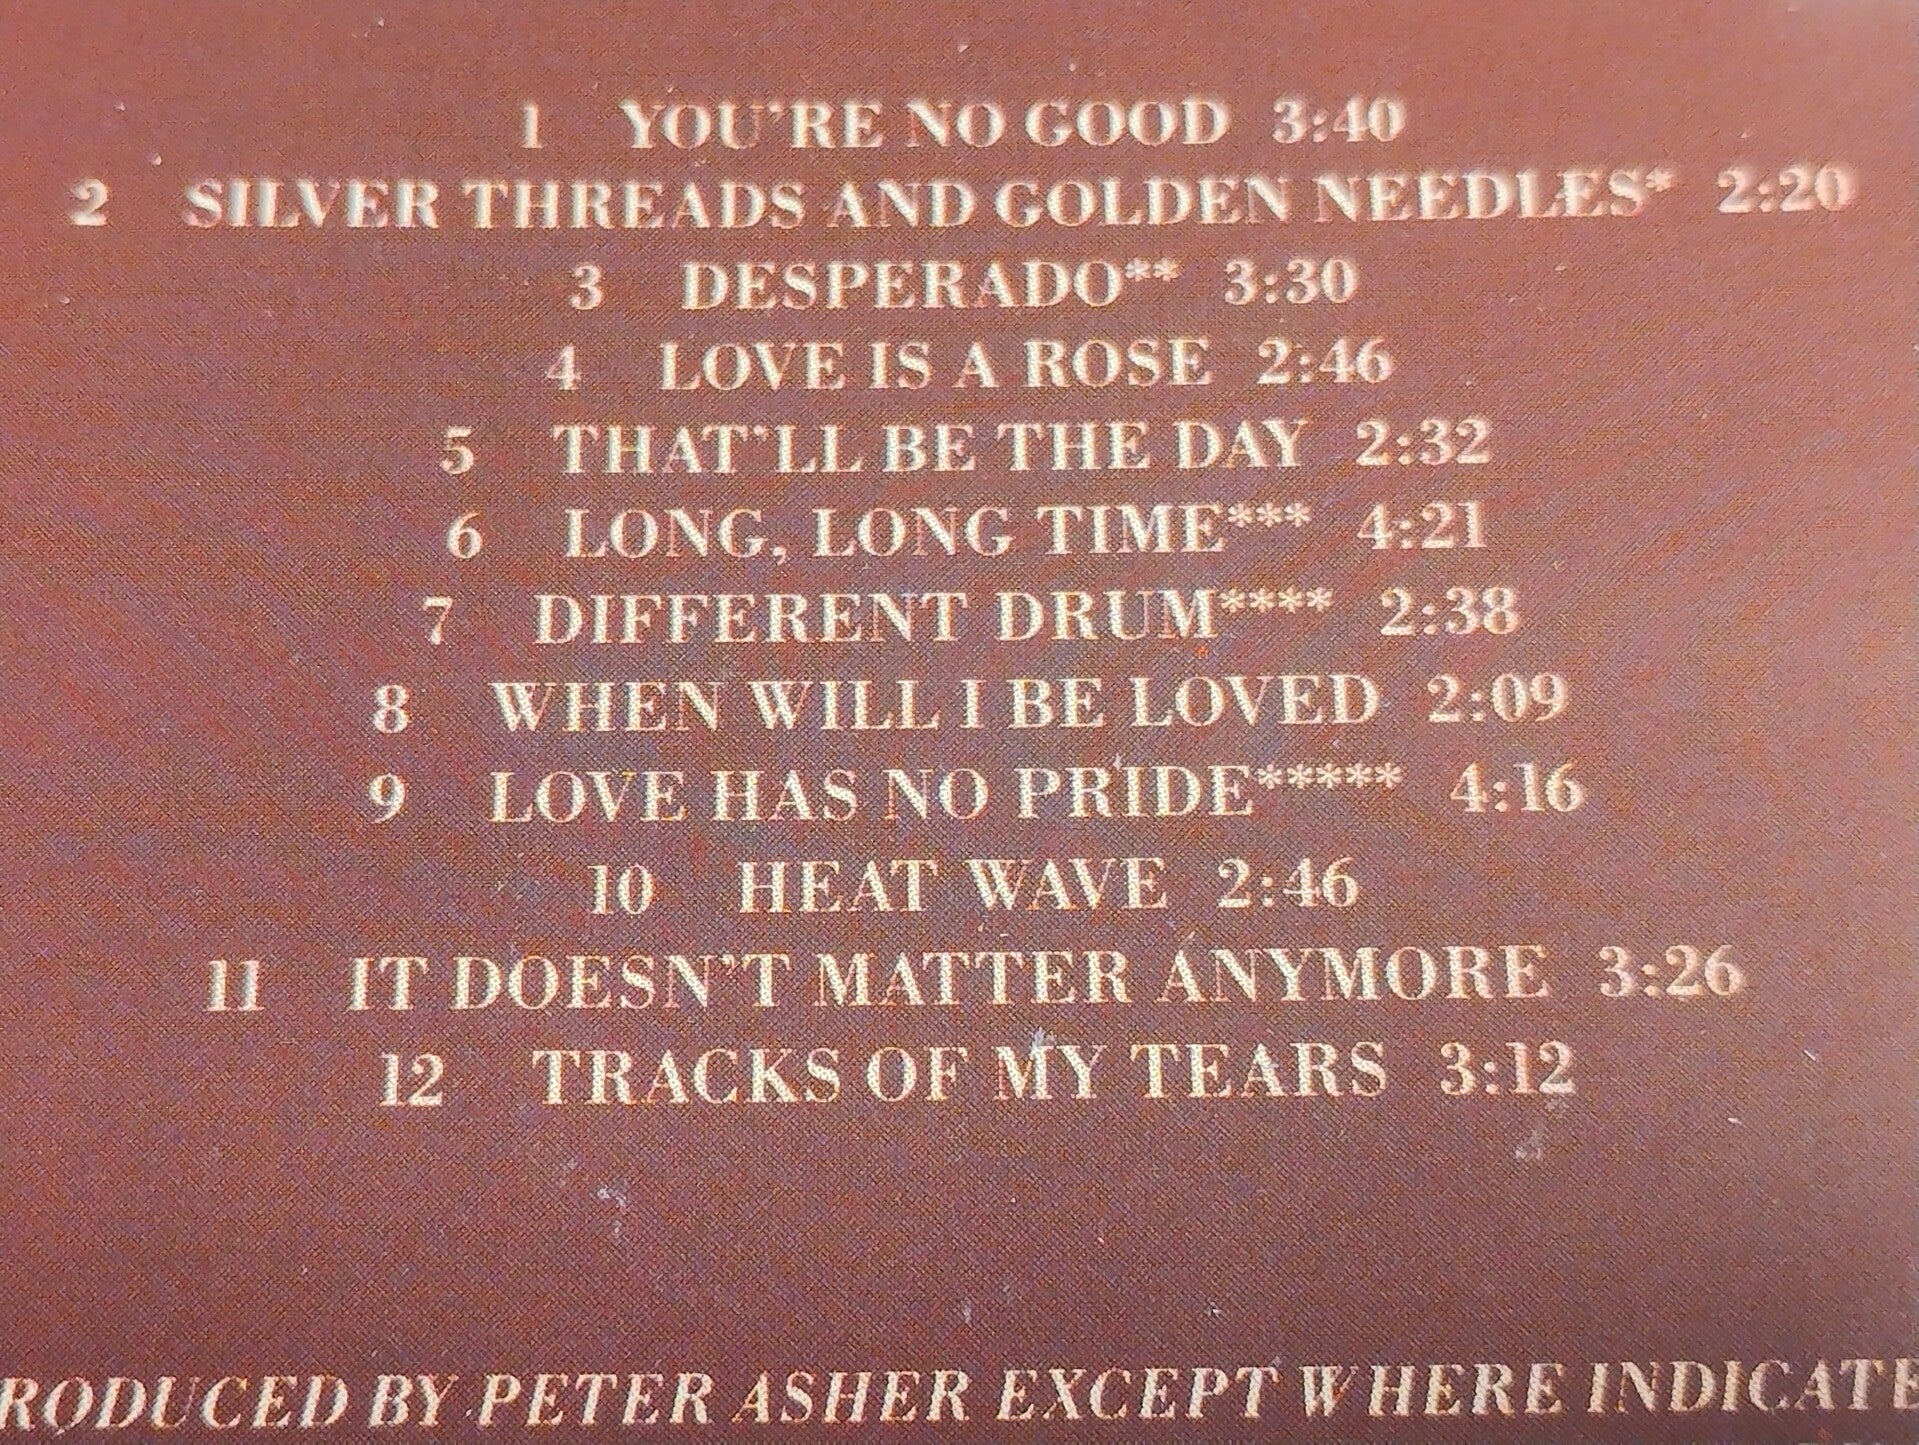 1 YOU'RE NO GOOD 3:40
2 SILVER THREADS AND GOLDEN NEEDLES* 2:20
3 DESPERADO** 3:30
4 LOVE IS A ROSE 2:46
5 THAT'LL BE THE DAY 2:32
6 LONG, LONG TIME*** 4:21
7 DIFFERENT DRUM**** 2:38
8 WHEN WILL I BE LOVED 2:09
9 LOVE HAS NO PRIDE***** 4:16
10 HEAT WAVE 2:46
11 IT DOESN'T MATTER ANYMORE 3:26
12 TRACKS OF MY TEARS 3:12
RODUCED BY PETER ASHER EXCEPT WHERE INDICATE